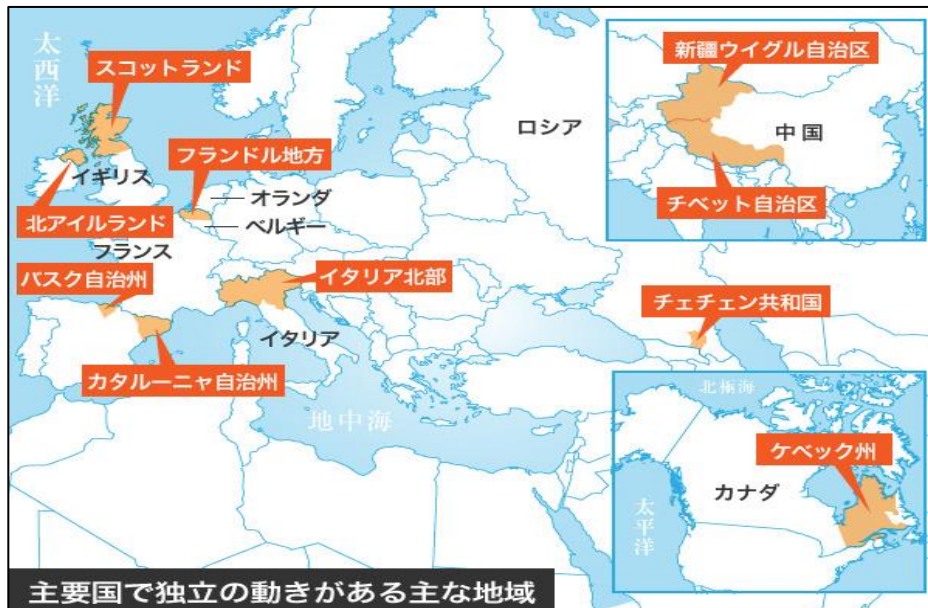 太西洋
スコットランド
フランドル地方
イギリス
オランダ
ベルギー
北アイルランド
フランス
バスク自治州
イタリア北部
イタリア
カタルーニャ自治州
地中海
ロシア
チェチェン共和国
新疆ウイグル自治区
中国
チベット自治区
北極海
ケベック州
カナダ
太平洋
主要国で独立の動きがある主な地域